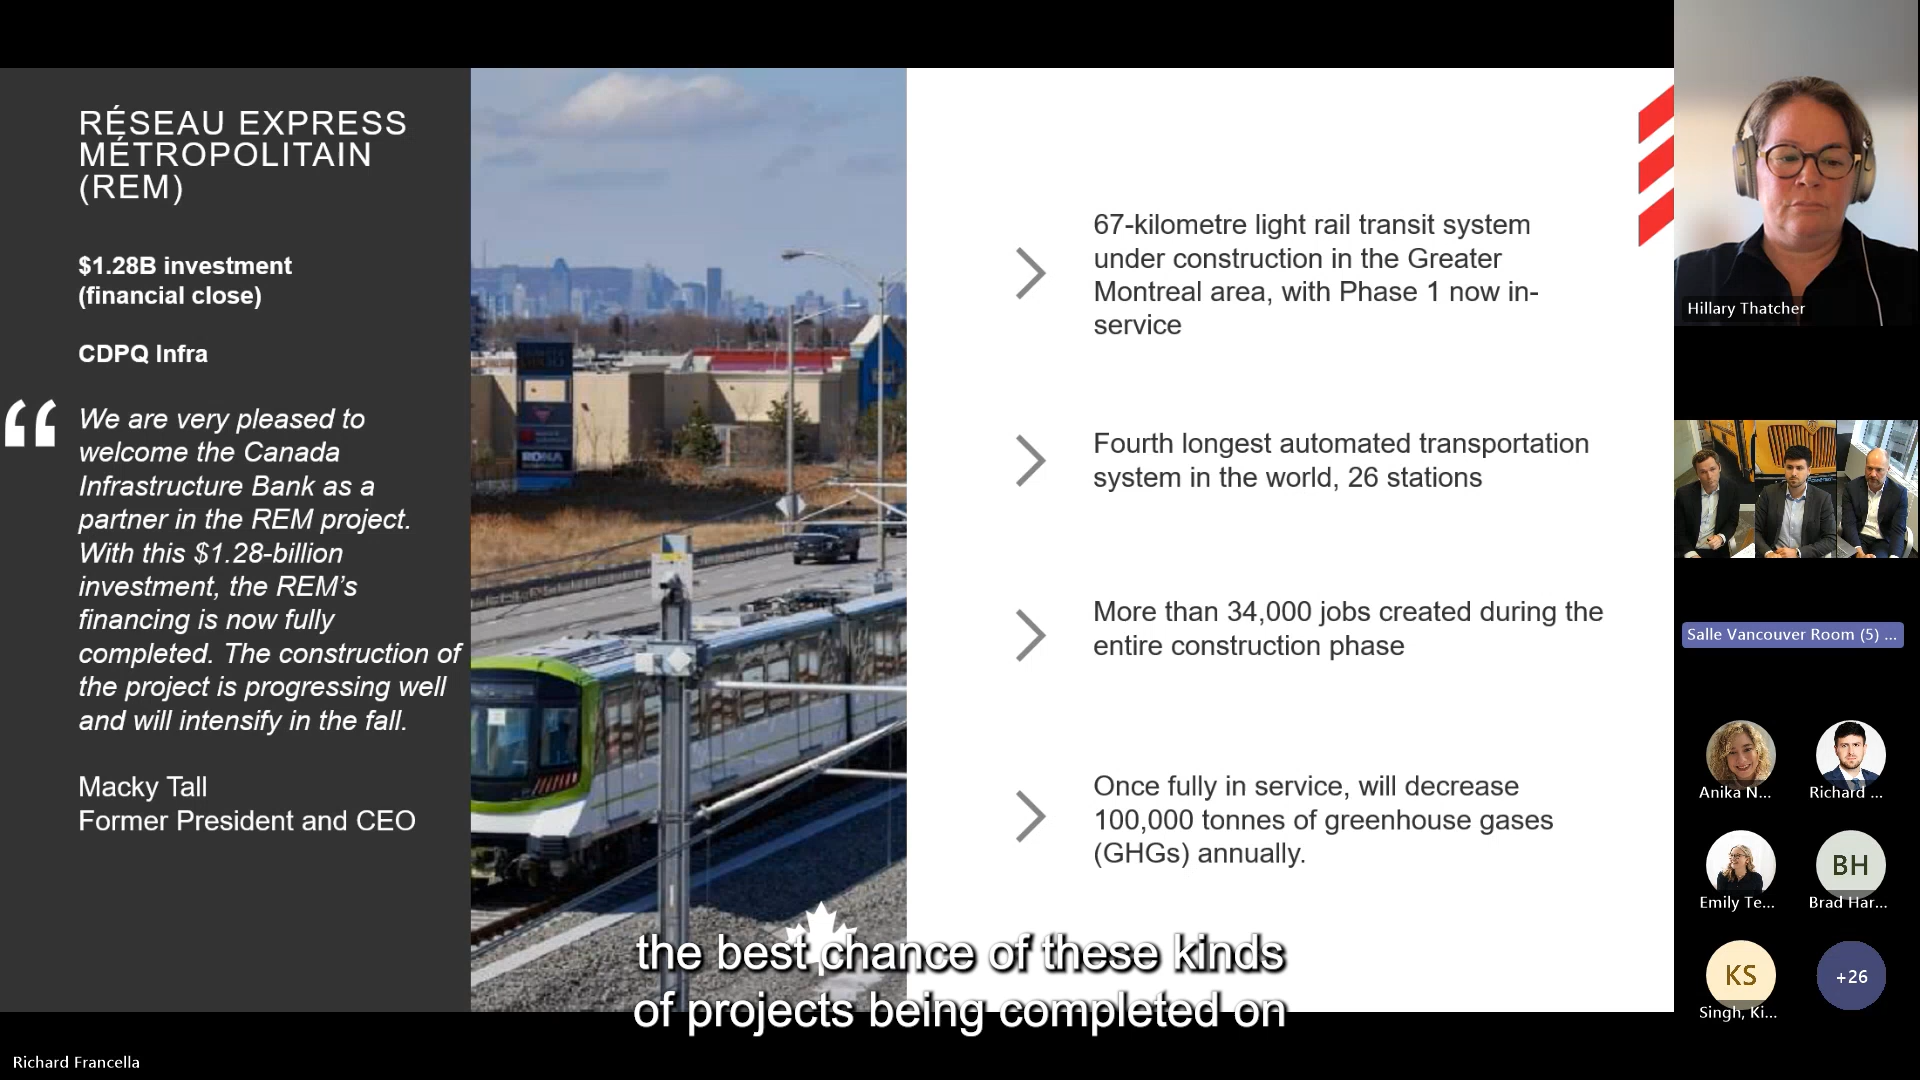 RÉSEAU EXPRESS
MÉTROPOLITAIN
(REM)
$1.28B investment
(financial close)
CDPQ Infra
“
We are very pleased to
welcome the Canada
Infrastructure Bank as a
partner in the REM project.
With this $1.28-billion
investment, the REM’s
financing is now fully
completed. The construction of
the project is progressing well
and will intensify in the fall.
Macky Tall
Former President and CEO
RONA
67-kilometre light rail transit system
under construction in the Greater
Montreal area, with Phase 1 now in-
service
Fourth longest automated transportation
system in the world, 26 stations
More than 34,000 jobs created during the
entire construction phase
Once fully in service, will decrease
100,000 tonnes of greenhouse gases
(GHGs) annually.
the best chance of these kinds
of projects being completed on
Hillary Thatcher
Salle Vancouver Room (5) ...
Anika N...
Richard ...
Emily Te...
BH
Brad Har...
KS
Singh, Ki...
+26
Richard Francella